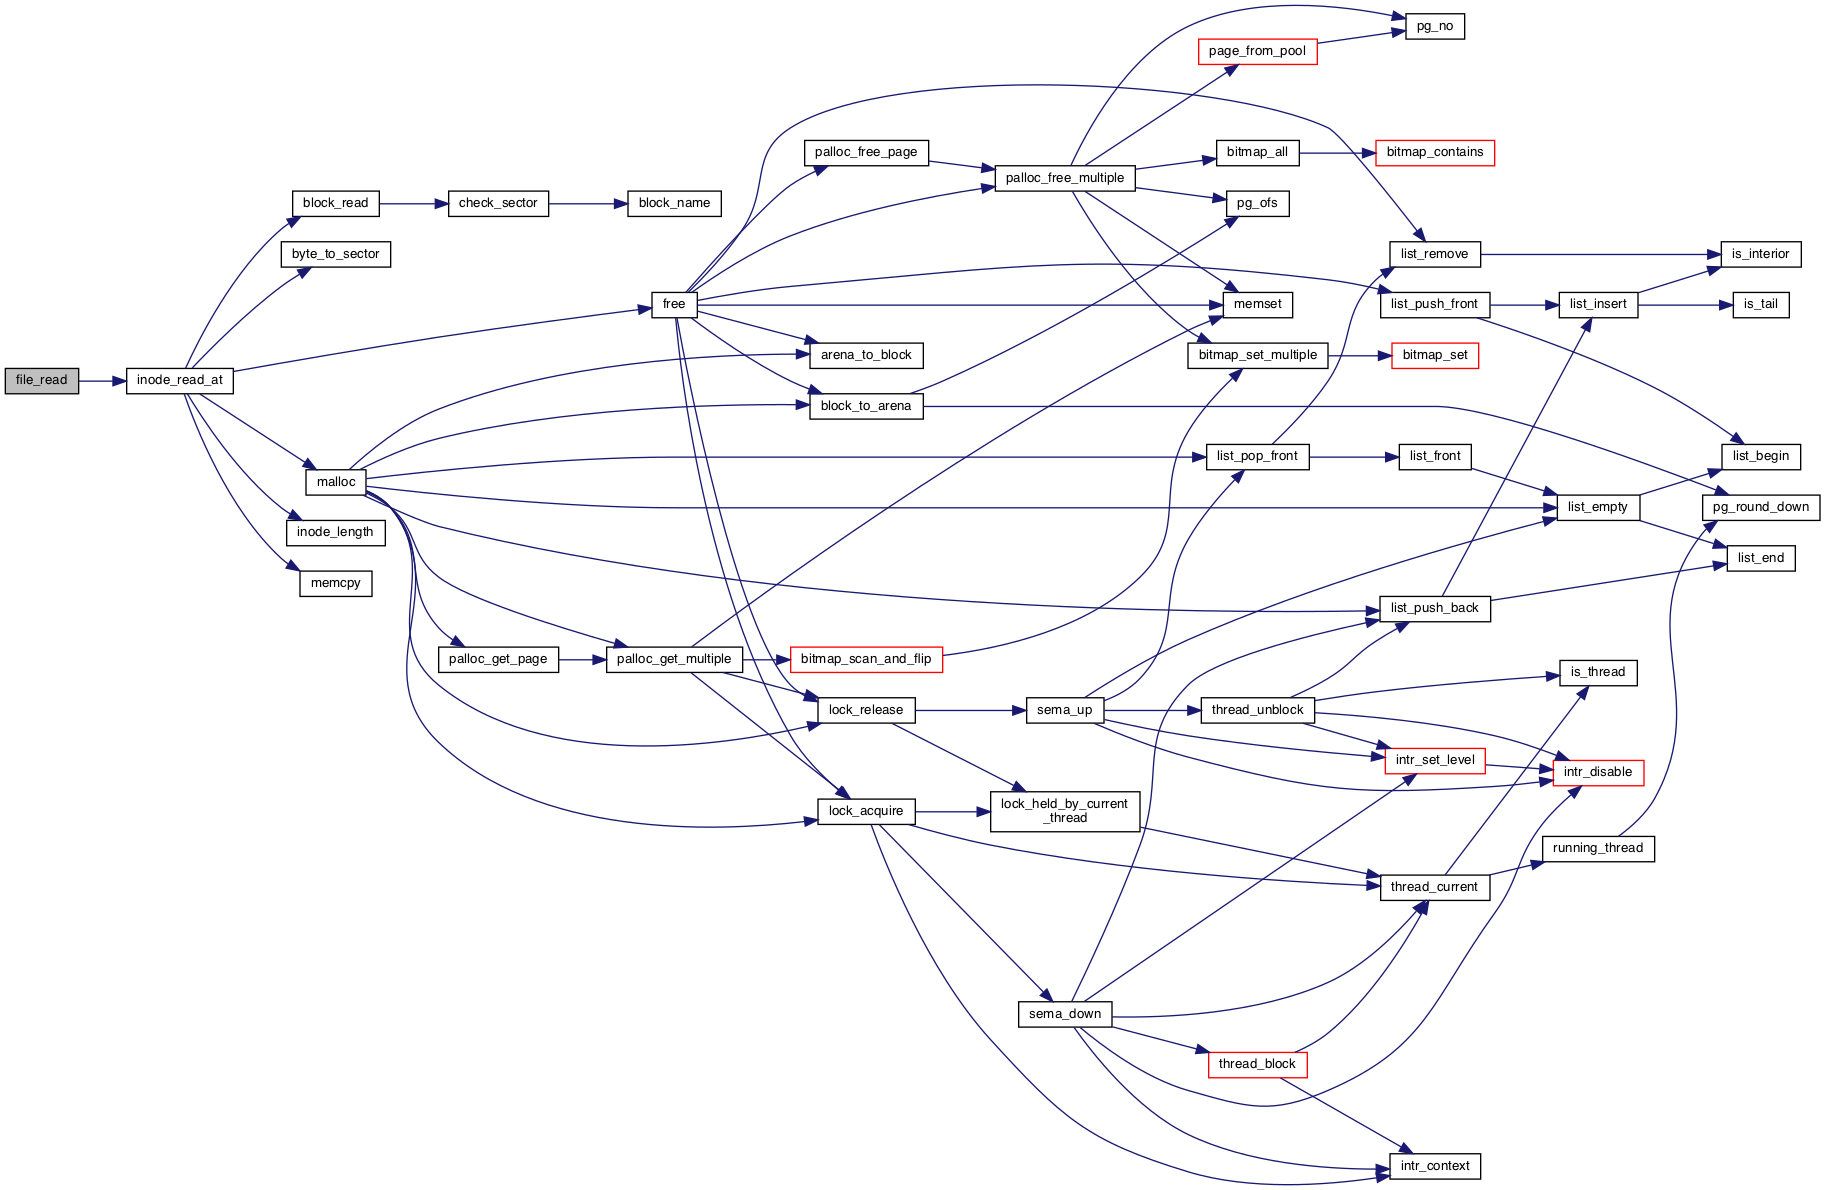 file_read
inode_read_at
block_read
byte_to_sector
malloc
inode_length
memcpy
check_sector
palloc_get_page
block_name
free
palloc_get_multiple
palloc_free_page
arena_to_block
block_to_arena
bitmap_scan_and_flip
lock_release
lock_acquire
palloc_free_multiple
sema_up
lock_held_by_current
_thread
sema_down
page_from_pool
bitmap_all
pg_ofs
memset
bitmap_set_multiple
list_pop_front
thread_unblock
thread_block
pg_no
bitmap_contains
list_remove
list_push_front
bitmap_set
list_front
list_push_back
intr_set_level
thread_current
intr_context
list_insert
list_empty
is_thread
intr_disable
running_thread
is_interior
is_tail
list_begin
pg_round_down
list_end